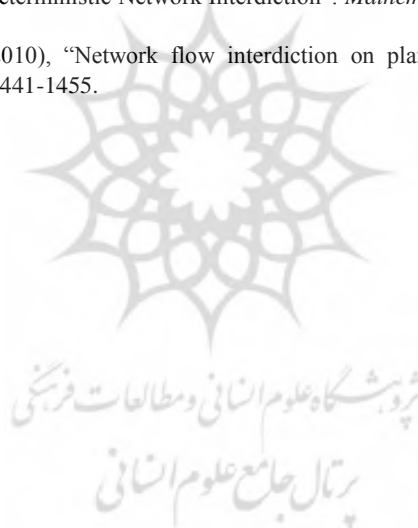 eterministic Network Interdiction". Mathem
010), "Network flow interdiction on pla
441-1455.
پژوهشگاه علوم انسانی و مطالعات فرهنگی
پرتال جامع علوم انسانی